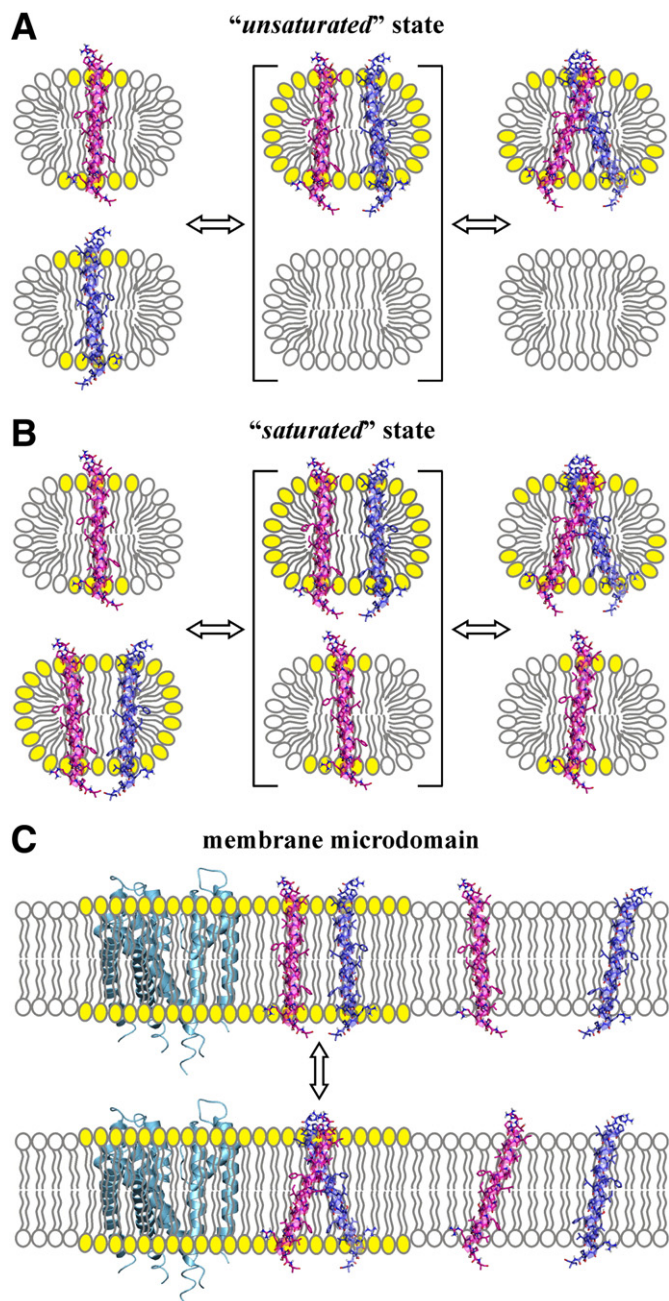 A
“unsaturated” state
B
“saturated” state
C
membrane microdomain